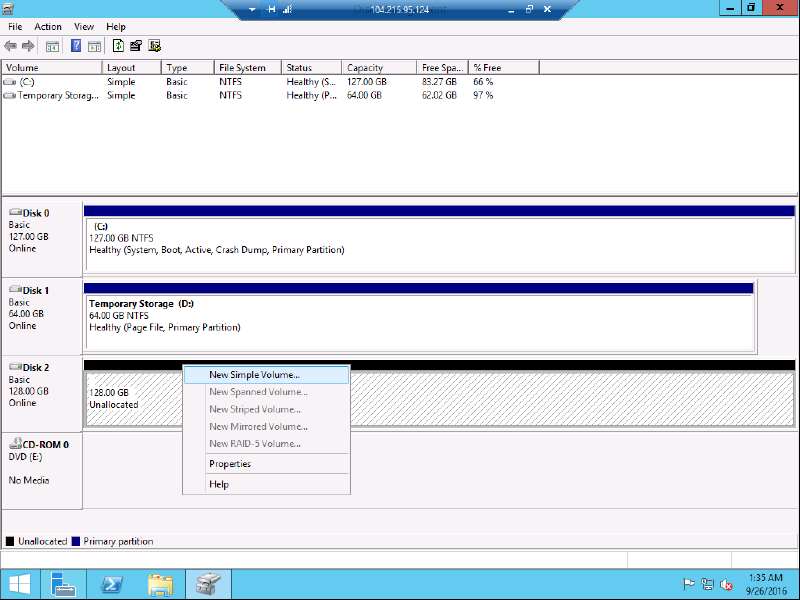 104.215.95.124
File Action View Help
Volume Layout Type File System Status Capacity Free Spa... % Free
(C:) Simple Basic NTFS Healthy (S... 127.00 GB 83.27 GB 66 %
Temporary Storag... Simple Basic NTFS Healthy (P... 64.00 GB 62.02 GB 97 %
Disk 0
Basic
127.00 GB
Online
(C:)
127.00 GB NTFS
Healthy (System, Boot, Active, Crash Dump, Primary Partition)
Disk 1
Basic
64.00 GB
Online
Temporary Storage (D:)
64.00 GB NTFS
Healthy (Page File, Primary Partition)
Disk 2
Basic
128.00 GB
Online
128.00 GB
Unallocated
New Simple Volume...
New Spanned Volume...
New Striped Volume...
New Mirrored Volume...
New RAID-5 Volume...
Properties
Help
CD-ROM 0
DVD (E:)
No Media
Unallocated Primary partition
1:35 AM
9/26/2016